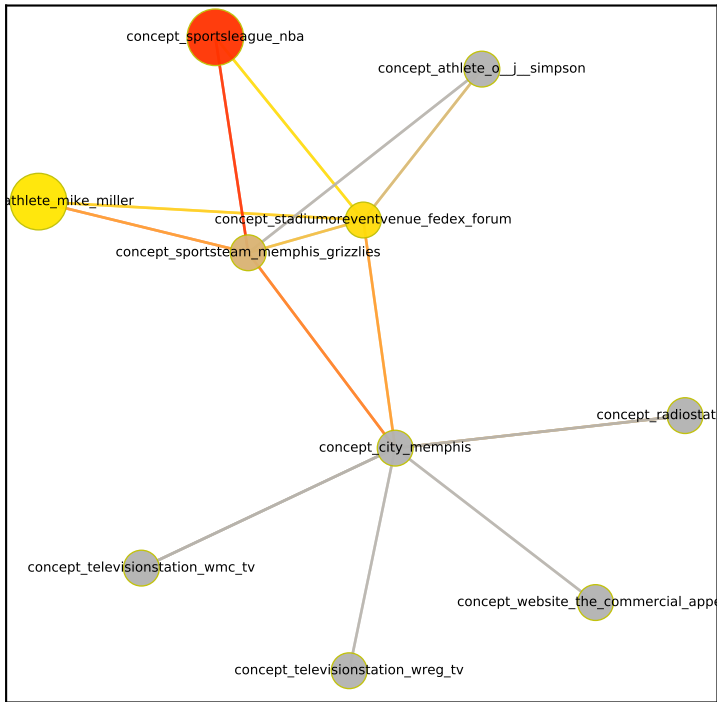 concept_sportsleague_nba
concept_athlete_o__j__simpson
athlete_mike_miller
concept_stadiumoreventvenue_fedex_forum
concept_sportsteam_memphis_grizzlies
concept_radiostat
concept_city_memphis
concept_televisionstation_wmc_tv
concept_website_the_commercial_appe
concept_televisionstation_wreg_tv